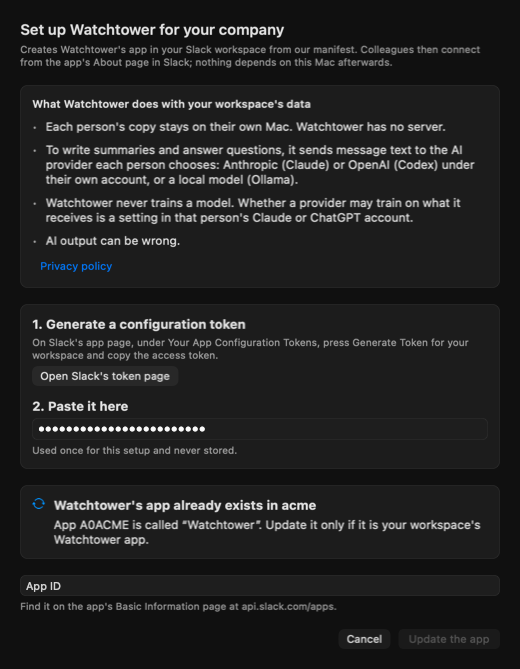 Set up Watchtower for your company
Creates Watchtower's app in your Slack workspace from our manifest. Colleagues then connect
from the app's About page in Slack; nothing depends on this Mac afterwards.
What Watchtower does with your workspace's data
• Each person's copy stays on their own Mac. Watchtower has no server.
• To write summaries and answer questions, it sends message text to the AI
provider each person chooses: Anthropic (Claude) or OpenAI (Codex) under
their own account, or a local model (Ollama).
• Watchtower never trains a model. Whether a provider may train on what it
receives is a setting in that person's Claude or ChatGPT account.
• AI output can be wrong.
Privacy policy
1. Generate a configuration token
On Slack's app page, under Your App Configuration Tokens, press Generate Token for your
workspace and copy the access token.
Open Slack's token page
2. Paste it here
Used once for this setup and never stored.
Watchtower's app already exists in acme
App A0ACME is called “Watchtower”. Update it only if it is your workspace's
Watchtower app.
App ID
Find it on the app's Basic Information page at api.slack.com/apps.
Cancel
Update the app